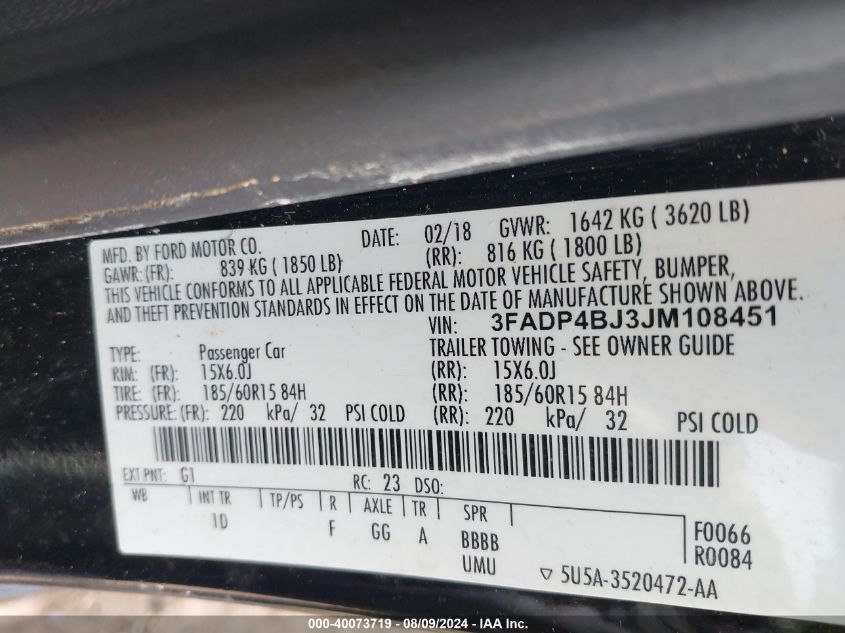 MFD. BY FORD MOTOR CO. DATE: 02/18 GVWR: 1642 KG ( 3620 LB)
GAWR: (FR): 839 KG ( 1850 LB) (RR): 816 KG ( 1800 LB)
THIS VEHICLE CONFORMS TO ALL APPLICABLE FEDERAL MOTOR VEHICLE SAFETY, BUMPER,
AND THEFT PREVENTION STANDARDS IN EFFECT ON THE DATE OF MANUFACTURE SHOWN ABOVE.
VIN: 3FADP4BJ3JM108451
TYPE: Passenger Car TRAILER TOWING - SEE OWNER GUIDE
RIM: (FR): 15X6.0J (RR): 15X6.0J
TIRE: (FR): 185/60R15 84H (RR): 185/60R15 84H
PRESSURE: (FR): 220 kPa/ 32 PSI COLD (RR): 220 kPa/ 32 PSI COLD
EXT PNT: G1 RC: 23 DSO:
WB INT TR TP/PS R AXLE TR SPR
1D F GG A BBBB F0066
UMU R0084
▽ 5U5A-3520472-AA
000-40073719 - 08/09/2024 - IAA Inc.